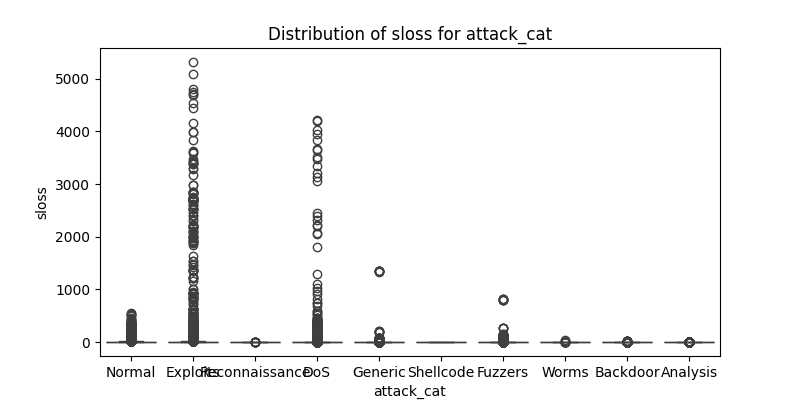 Distribution of sloss for attack_cat
5000
4000
3000
2000
1000
0
sloss
Normal Exploits Reconnaissance DoS Generic Shellcode Fuzzers Worms Backdoor Analysis
attack_cat